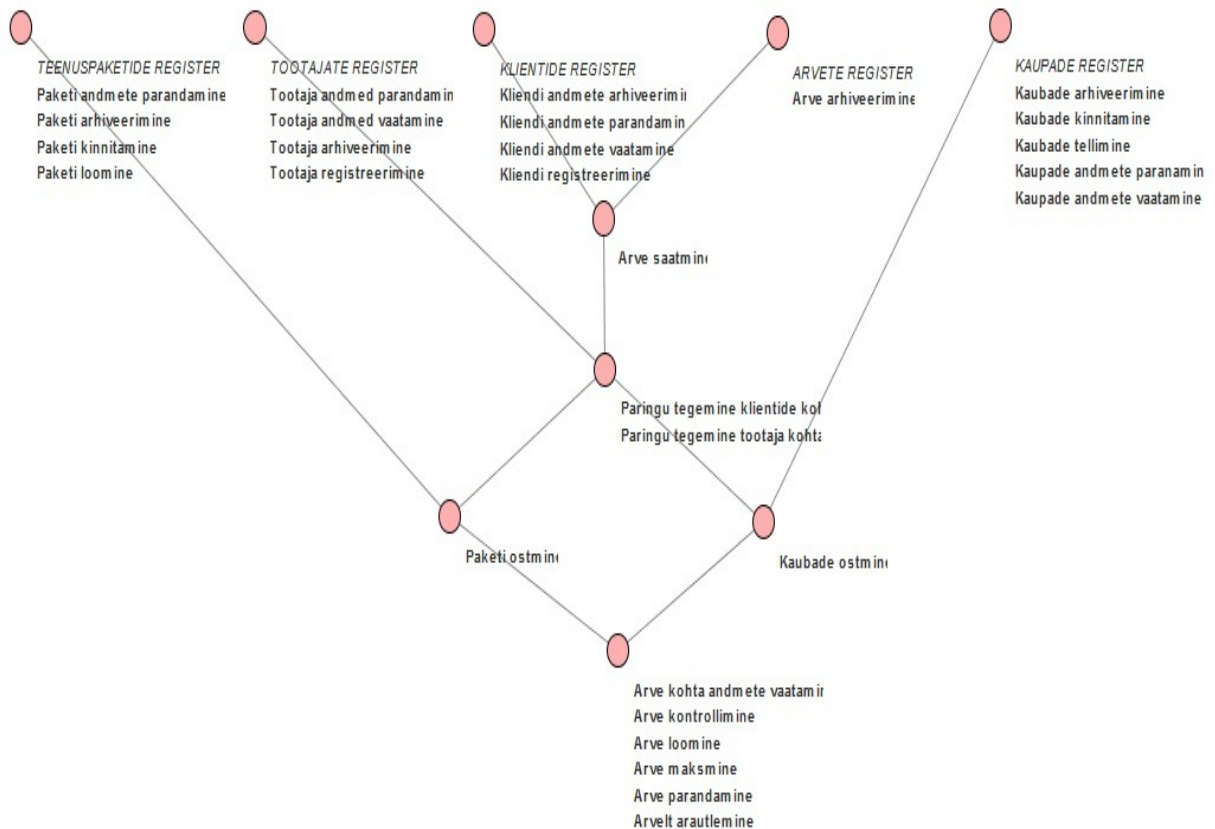 TEENUSPAKETIDE REGISTER
Paketi andmete parandamine
Paketi arhiveerimine
Paketi kinnitamine
Paketi loomine
TOOTAJATE REGISTER
Tootaja andmed parandamin
Tootaja andmed vaatamine
Tootaja arhiveerimine
Tootaja registreerimine
KLIENTIDE REGISTER
Kliendi andmete arhiveerimi
Kliendi andmete parandamin
Kliendi andmete vaatamine
Kliendi registreerimine
ARVETE REGISTER
Arve arhiveerimine
KAUPADE REGISTER
Kaubade arhiveerimine
Kaubade kinnitamine
Kaubade tellimine
Kaupade andmete paranamin
Kaupade andmete vaatamine
Arve saatmine
Paringu tegemine klientide koh
Paringu tegemine tootaja kohta
Paketi ostmine
Kaubade ostmine
Arve kohta andmete vaatamin
Arve kontrollimine
Arve loomine
Arve maksmine
Arve parandamine
Arvelt arautlemine